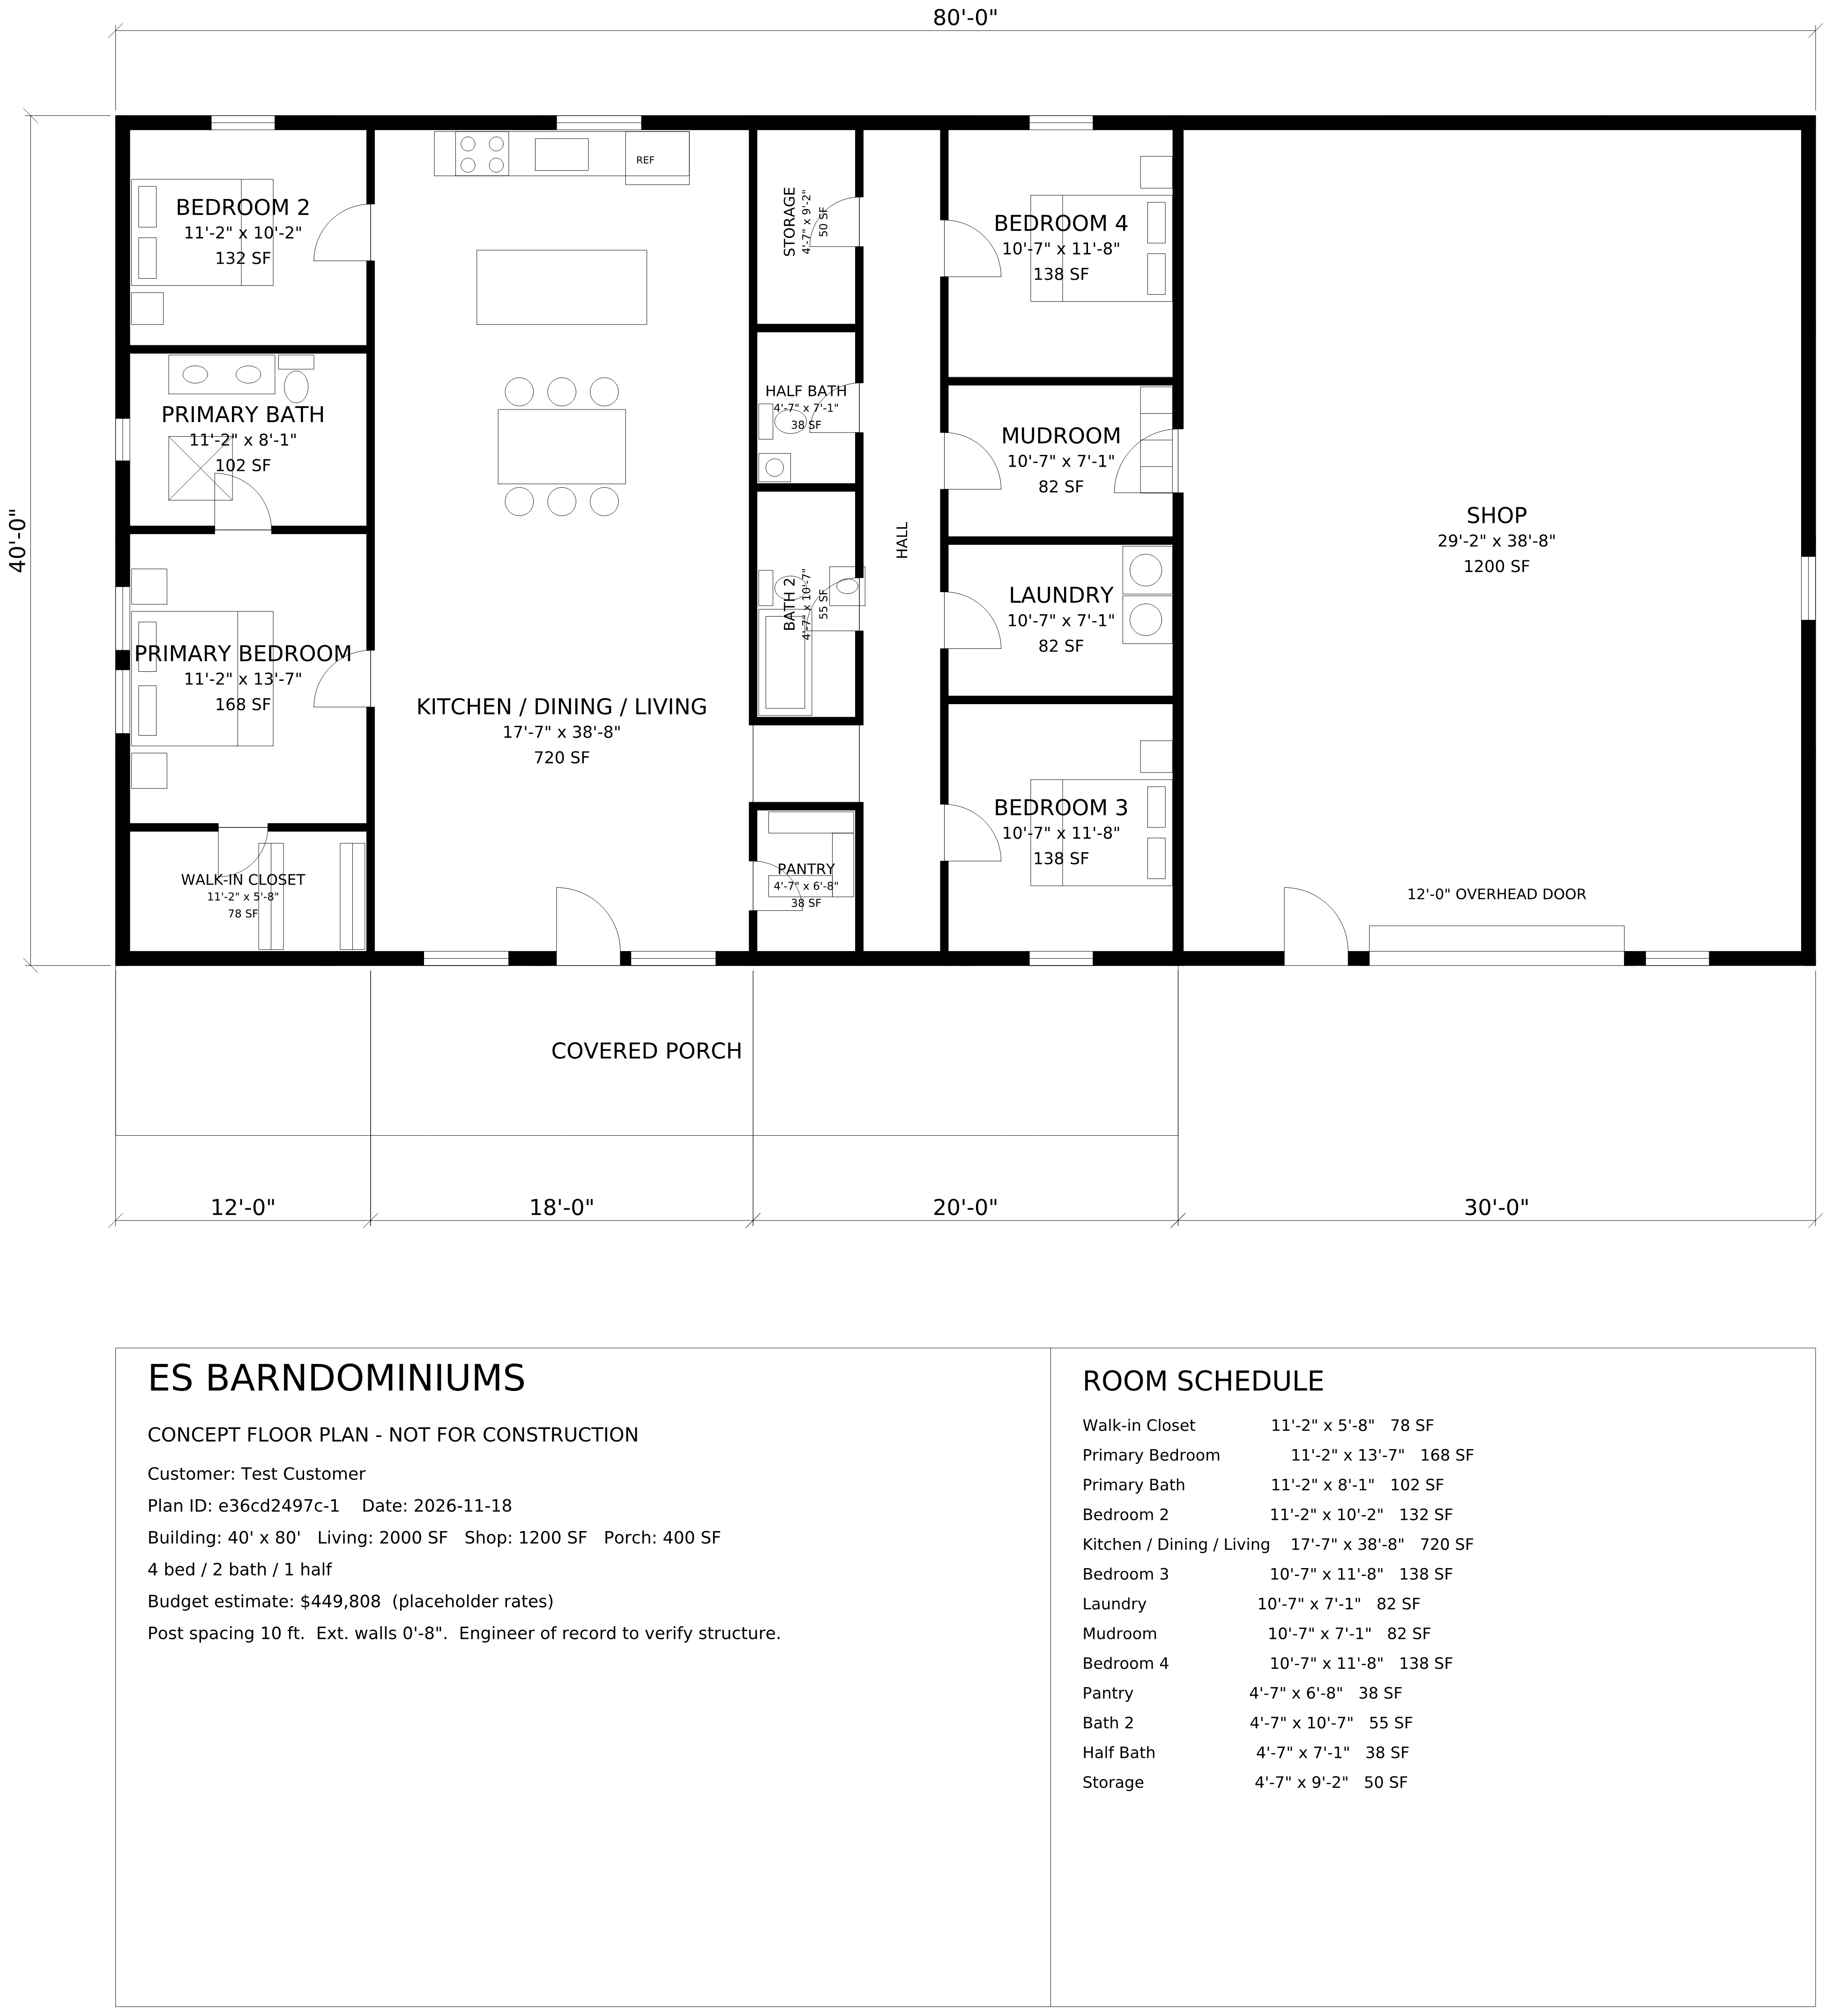 80'-0"
40'-0"
BEDROOM 2
11'-2" x 10'-2"
132 SF
REF
STORAGE
4'-7" x 9'-2"
50 SF
BEDROOM 4
10'-7" x 11'-8"
138 SF
PRIMARY BATH
11'-2" x 8'-1"
102 SF
HALF BATH
4'-7" x 7'-1"
38 SF
MUDROOM
10'-7" x 7'-1"
82 SF
HALL
SHOP
29'-2" x 38'-8"
1200 SF
BATH 2
4'-7" x 10'-7"
55 SF
LAUNDRY
10'-7" x 7'-1"
82 SF
PRIMARY BEDROOM
11'-2" x 13'-7"
168 SF
KITCHEN / DINING / LIVING
17'-7" x 38'-8"
720 SF
BEDROOM 3
10'-7" x 11'-8"
138 SF
WALK-IN CLOSET
11'-2" x 5'-8"
78 SF
PANTRY
4'-7" x 6'-8"
38 SF
12'-0" OVERHEAD DOOR
COVERED PORCH
12'-0"
18'-0"
20'-0"
30'-0"
ES BARNDOMINIUMS
CONCEPT FLOOR PLAN - NOT FOR CONSTRUCTION
Customer: Test Customer
Plan ID: e36cd2497c-1 Date: 2026-11-18
Building: 40' x 80' Living: 2000 SF Shop: 1200 SF Porch: 400 SF
4 bed / 2 bath / 1 half
Budget estimate: $449,808 (placeholder rates)
Post spacing 10 ft. Ext. walls 0'-8". Engineer of record to verify structure.
ROOM SCHEDULE
Walk-in Closet 11'-2" x 5'-8" 78 SF
Primary Bedroom 11'-2" x 13'-7" 168 SF
Primary Bath 11'-2" x 8'-1" 102 SF
Bedroom 2 11'-2" x 10'-2" 132 SF
Kitchen / Dining / Living 17'-7" x 38'-8" 720 SF
Bedroom 3 10'-7" x 11'-8" 138 SF
Laundry 10'-7" x 7'-1" 82 SF
Mudroom 10'-7" x 7'-1" 82 SF
Bedroom 4 10'-7" x 11'-8" 138 SF
Pantry 4'-7" x 6'-8" 38 SF
Bath 2 4'-7" x 10'-7" 55 SF
Half Bath 4'-7" x 7'-1" 38 SF
Storage 4'-7" x 9'-2" 50 SF